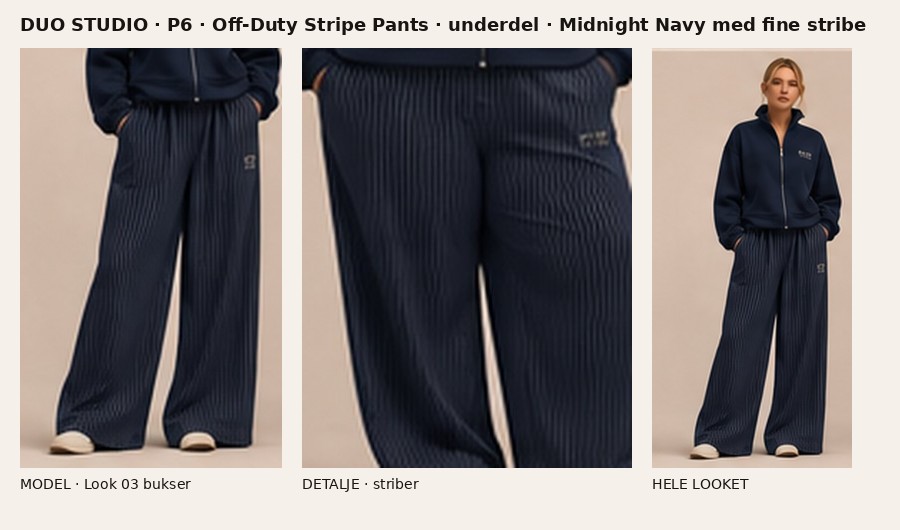 DUO STUDIO · P6 · Off-Duty Stripe Pants · underdel · Midnight Navy med fine stribe
MODEL · Look 03 bukser
DETALJE · striber
HELE LOOKET